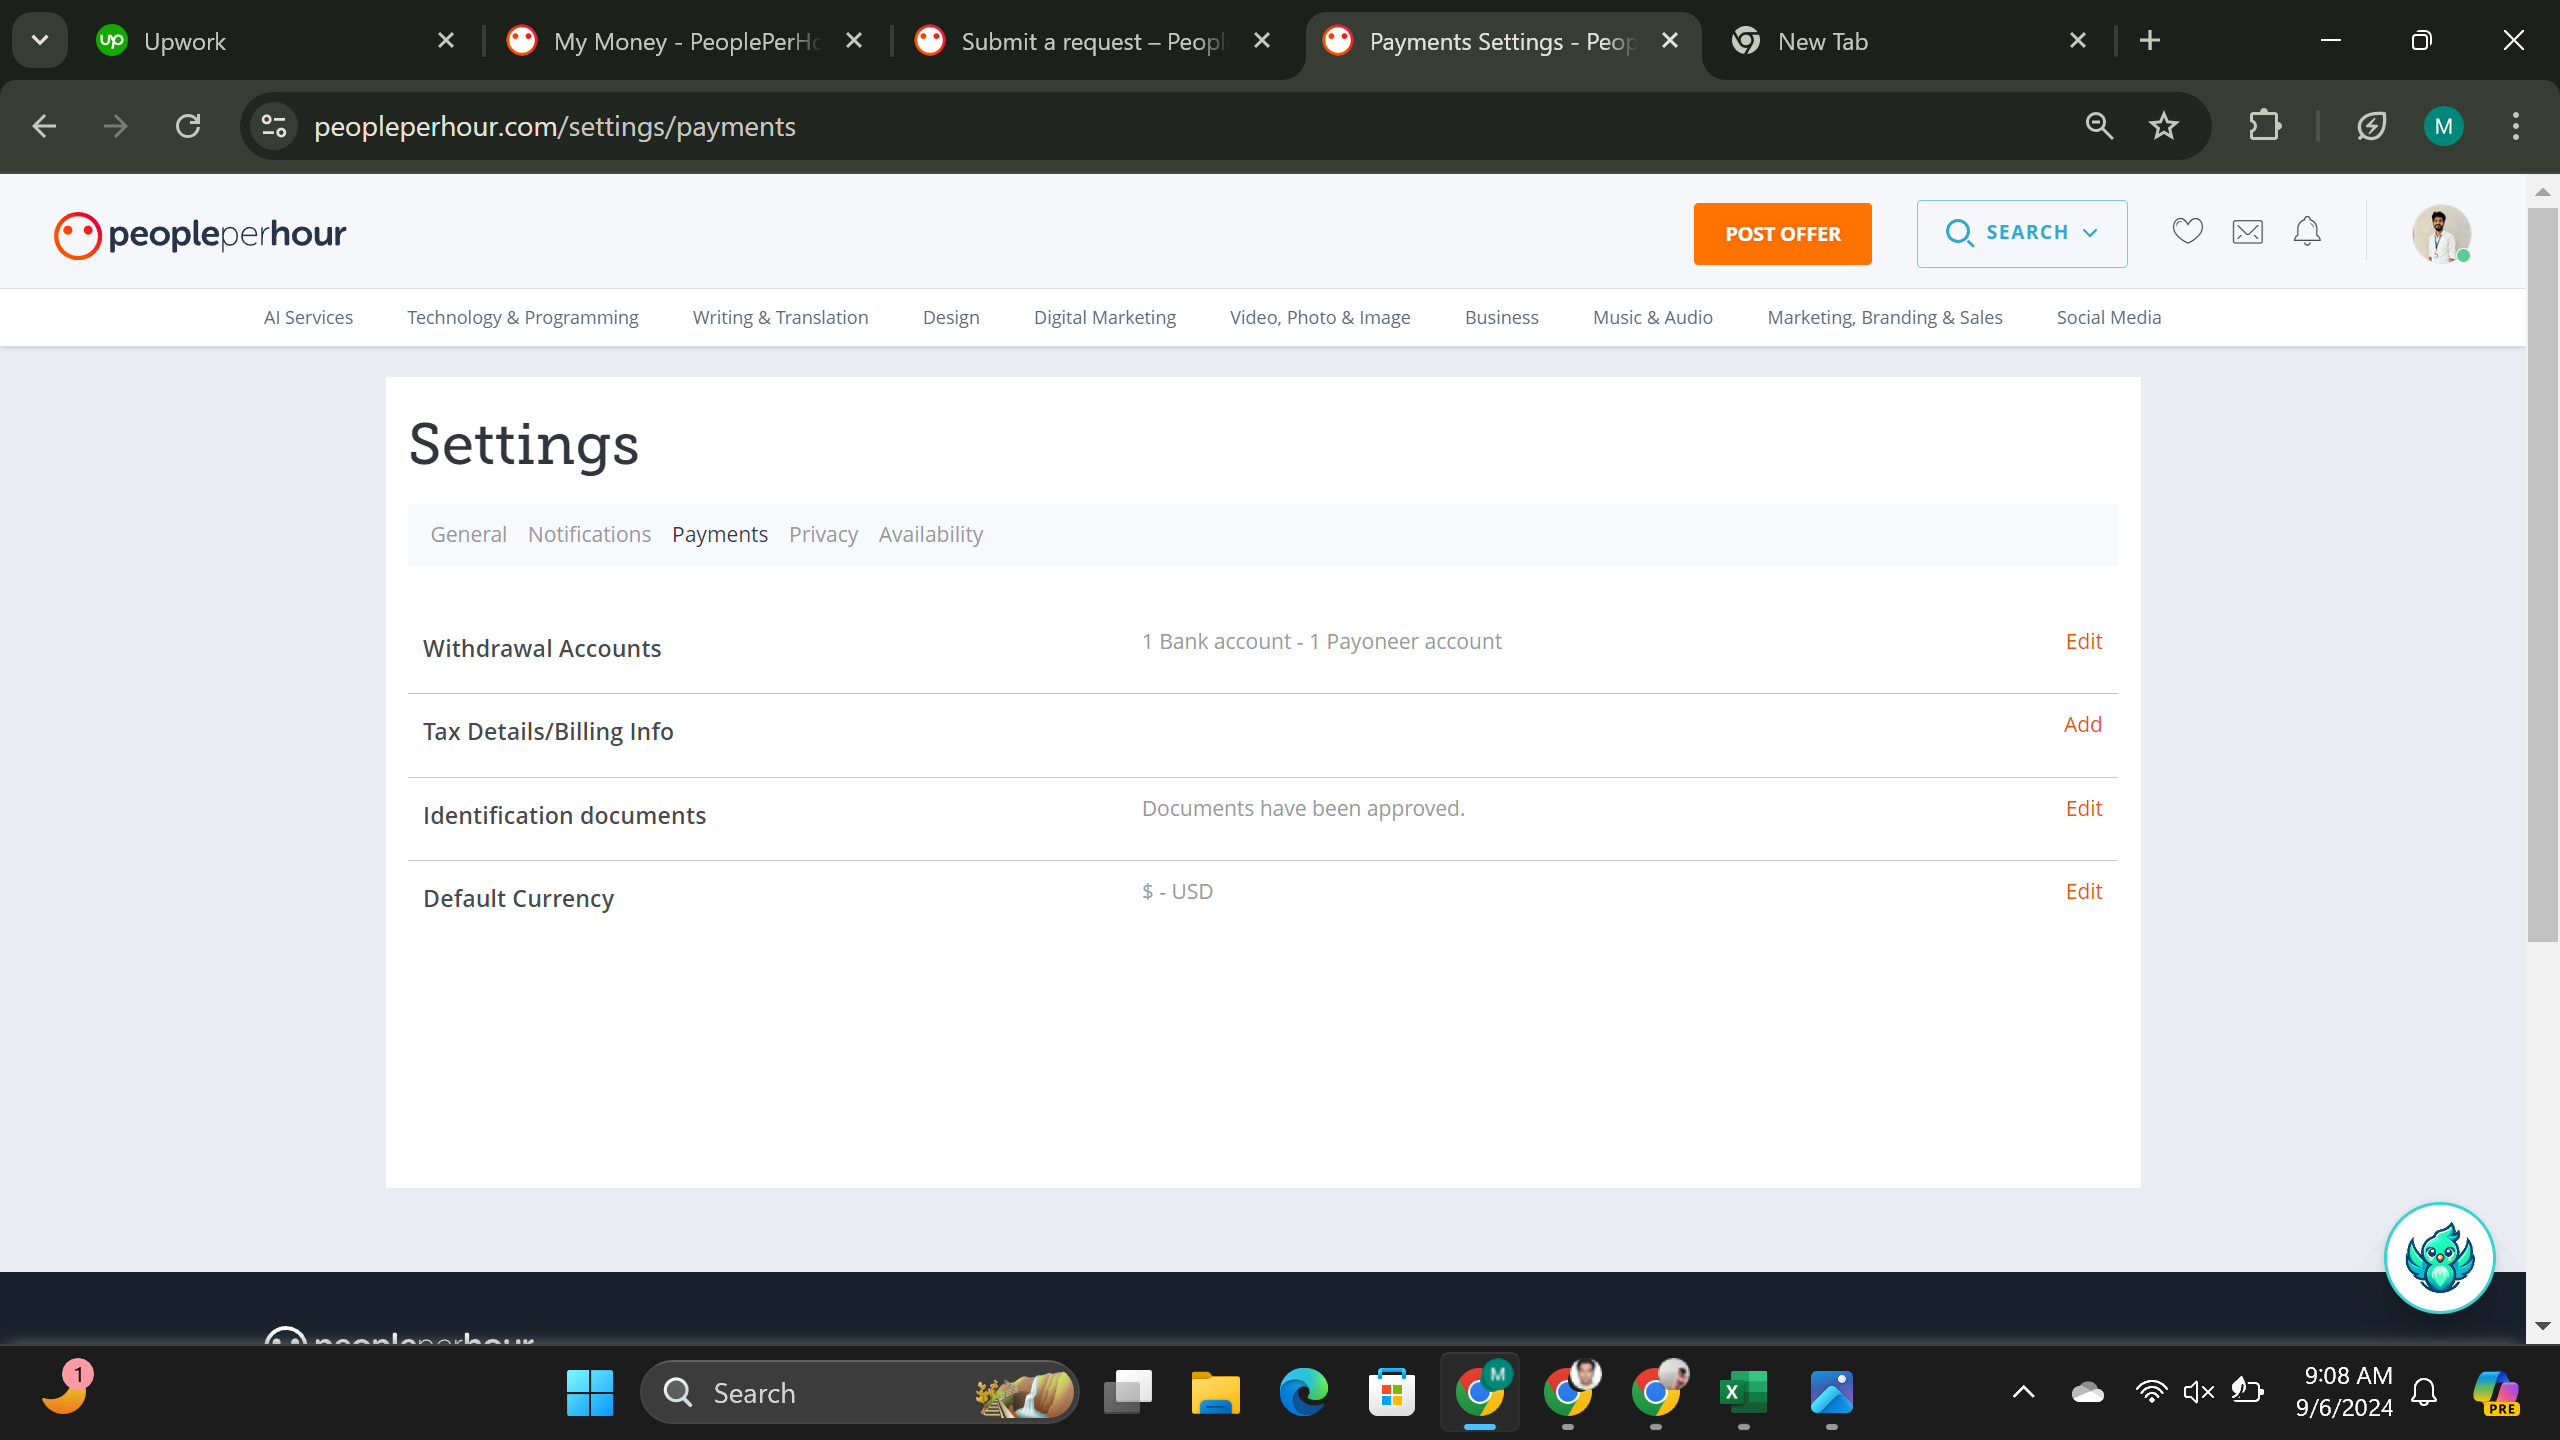 Upwork
My Money - PeoplePerHo
Submit a request – Peopl
Payments Settings - Peop
New Tab
peopleperhour.com/settings/payments
M
peopleperhour
POST OFFER
SEARCH
AI Services
Technology & Programming
Writing & Translation
Design
Digital Marketing
Video, Photo & Image
Business
Music & Audio
Marketing, Branding & Sales
Social Media
Settings
General
Notifications
Payments
Privacy
Availability
Withdrawal Accounts
1 Bank account - 1 Payoneer account
Edit
Tax Details/Billing Info
Add
Identification documents
Documents have been approved.
Edit
Default Currency
$ - USD
Edit
peopleperhour
1
Search
M
9:08 AM
9/6/2024
PRE